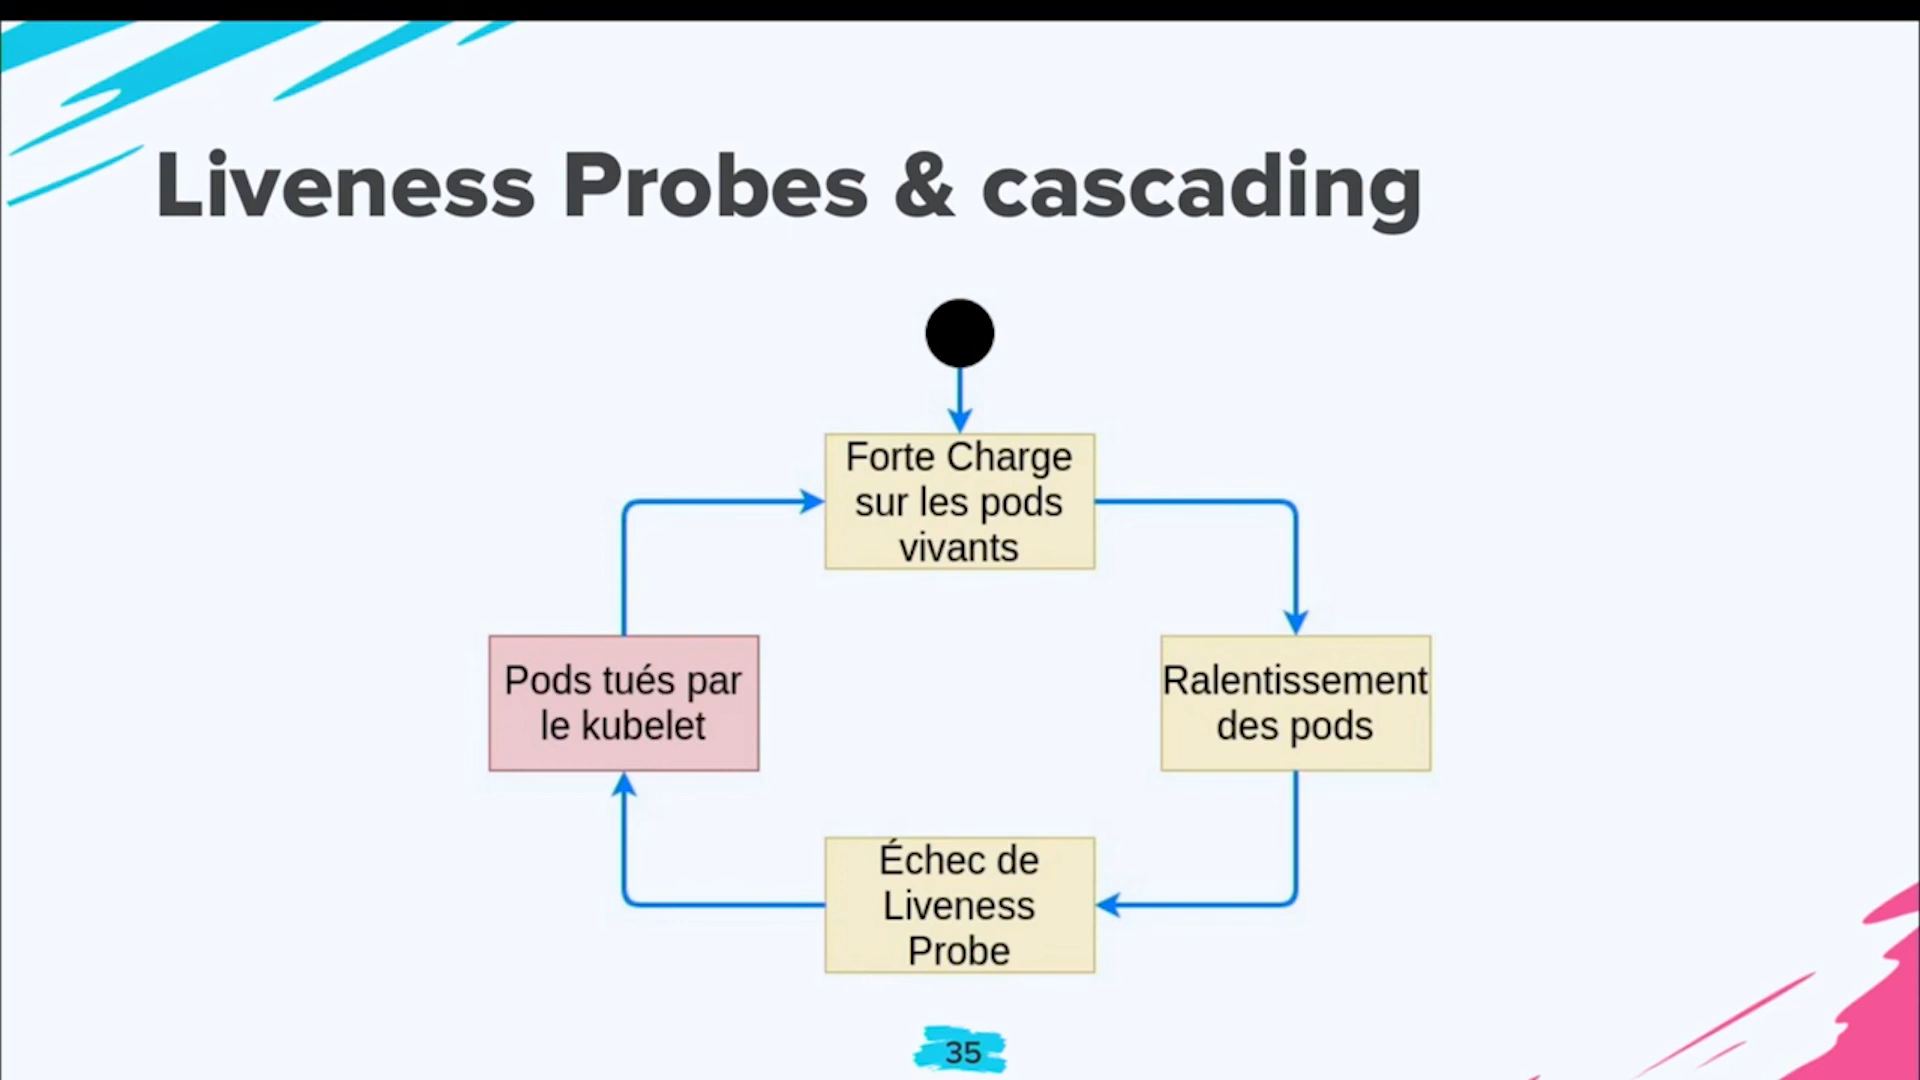 Liveness Probes & cascading
Forte Charge
sur les pods
vivants
Pods tués par
le kubelet
Ralentissement
des pods
Échec de
Liveness
Probe
35